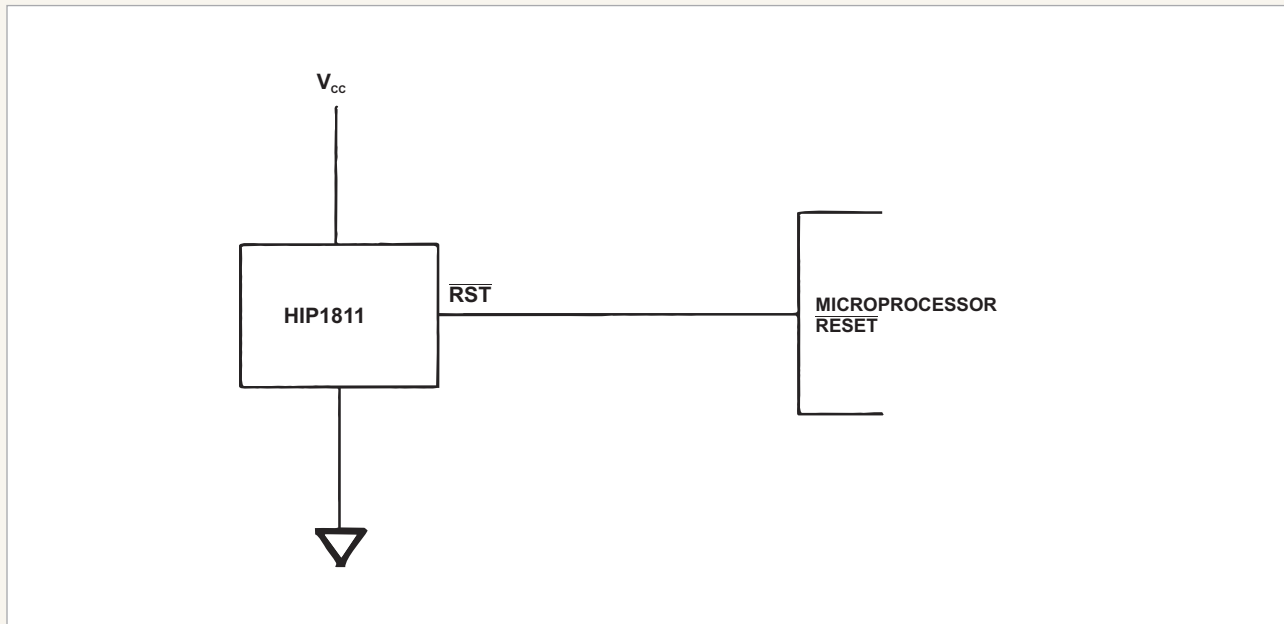 Vcc
RST
HIP1811
MICROPROCESSOR
RESET